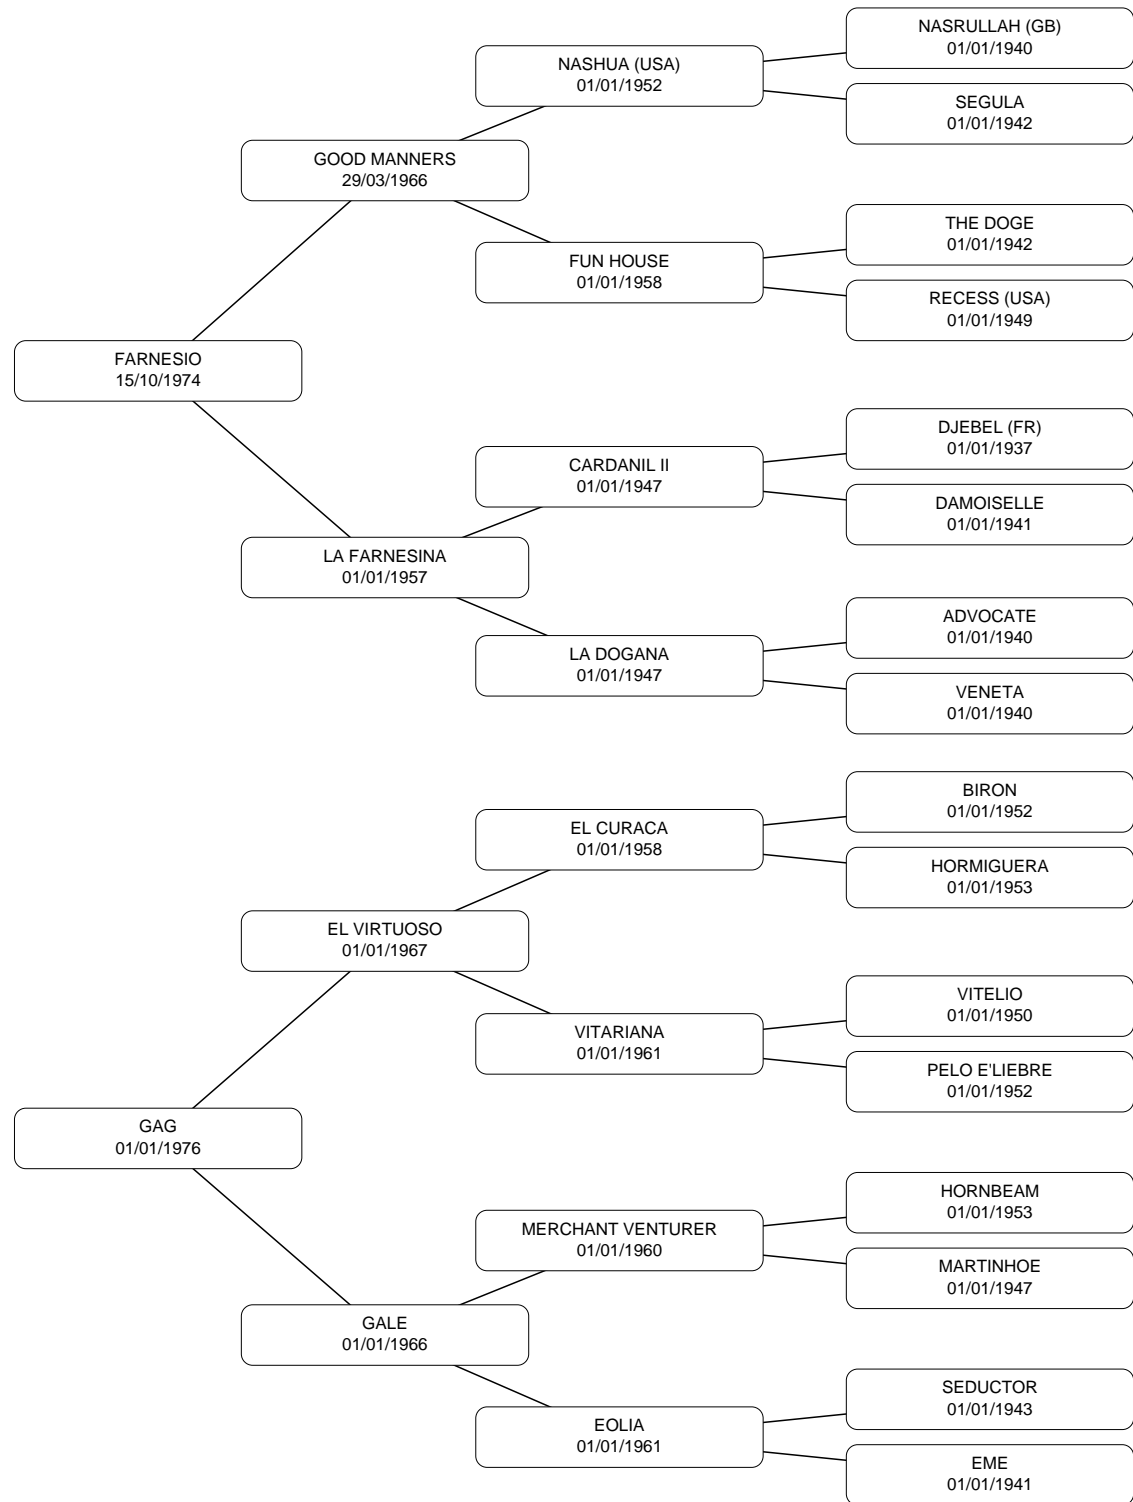 NASRULLAH (GB)
01/01/1940
NASHUA (USA)
01/01/1952
SEGULA
01/01/1942
GOOD MANNERS
29/03/1966
THE DOGE
01/01/1942
FUN HOUSE
01/01/1958
RECESS (USA)
01/01/1949
FARNESIO
15/10/1974
DJEBEL (FR)
01/01/1937
CARDANIL II
01/01/1947
DAMOISELLE
01/01/1941
LA FARNESINA
01/01/1957
ADVOCATE
01/01/1940
LA DOGANA
01/01/1947
VENETA
01/01/1940
BIRON
01/01/1952
EL CURACA
01/01/1958
HORMIGUERA
01/01/1953
EL VIRTUOSO
01/01/1967
VITELIO
01/01/1950
VITARIANA
01/01/1961
PELO E'LIEBRE
01/01/1952
GAG
01/01/1976
HORNBEAM
01/01/1953
MERCHANT VENTURER
01/01/1960
MARTINHOE
01/01/1947
GALE
01/01/1966
SEDUCTOR
01/01/1943
EOLIA
01/01/1961
EME
01/01/1941